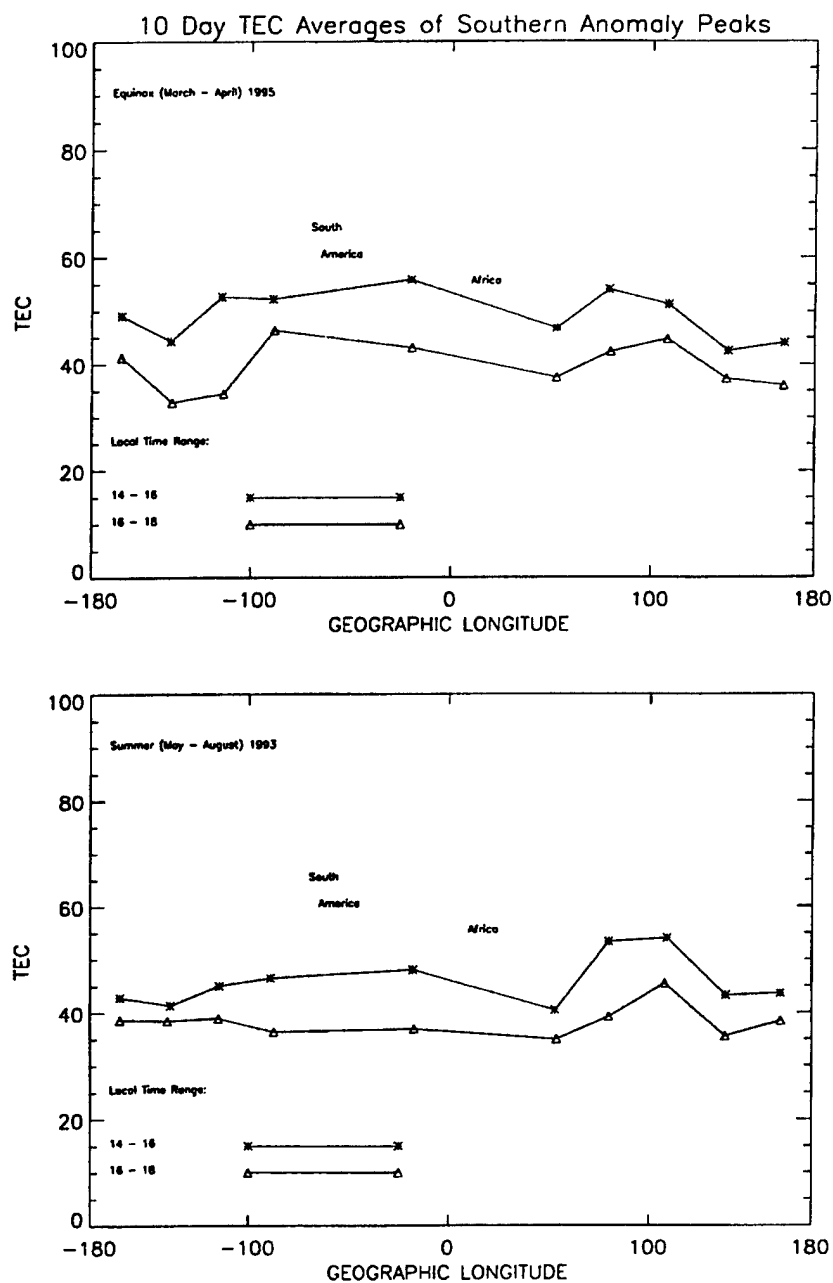 10 Day TEC Averages of Southern Anomaly Peaks
100
Equinox (March - April) 1995
80
South
America
60
Africa
TEC
40
Local Time Range:
20
14 - 16
16 - 18
0
-180 -100 0 100 180
GEOGRAPHIC LONGITUDE
100
Summer (May - August) 1993
80
South
America
60
Africa
TEC
40
Local Time Range:
20
14 - 16
16 - 18
0
-180 -100 0 100 180
GEOGRAPHIC LONGITUDE